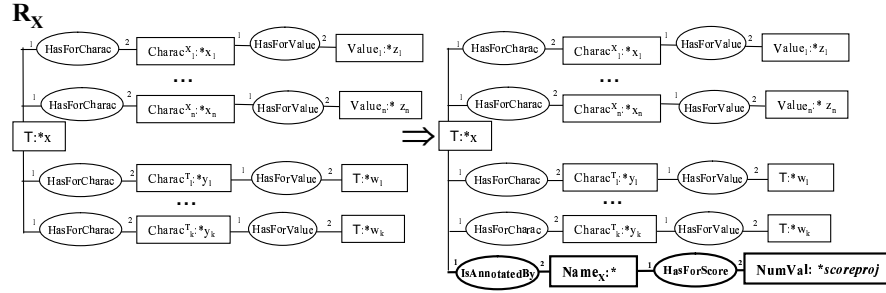 R_X
1 HasForCharac 2 Charac^X_1:*x_1 1 HasForValue 2 Value_1:*z_1
...
1 HasForCharac 2 Charac^X_n:*x_n 1 HasForValue 2 Value_n:* z_n
T:*x
1 HasForCharac 2 Charac^T_1:*y_1 1 HasForValue 2 T:*w_1
...
1 HasForCharac 2 Charac^T_k:*y_k 1 HasForValue 2 T:*w_k
⇒
1 HasForCharac 2 Charac^X_1:*x_1 1 HasForValue 2 Value_1:*z_1
...
1 HasForCharac 2 Charac^X_n:*x_n 1 HasForValue 2 Value_n:* z_n
T:*x
1 HasForCharac 2 Charac^T_1:*y_1 1 HasForValue 2 T:*w_1
...
1 HasForCharac 2 Charac^T_k:*y_k 1 HasForValue 2 T:*w_k
1 IsAnnotatedBy 2 Name_X:* 1 HasForScore 2 NumVal: *scoreproj